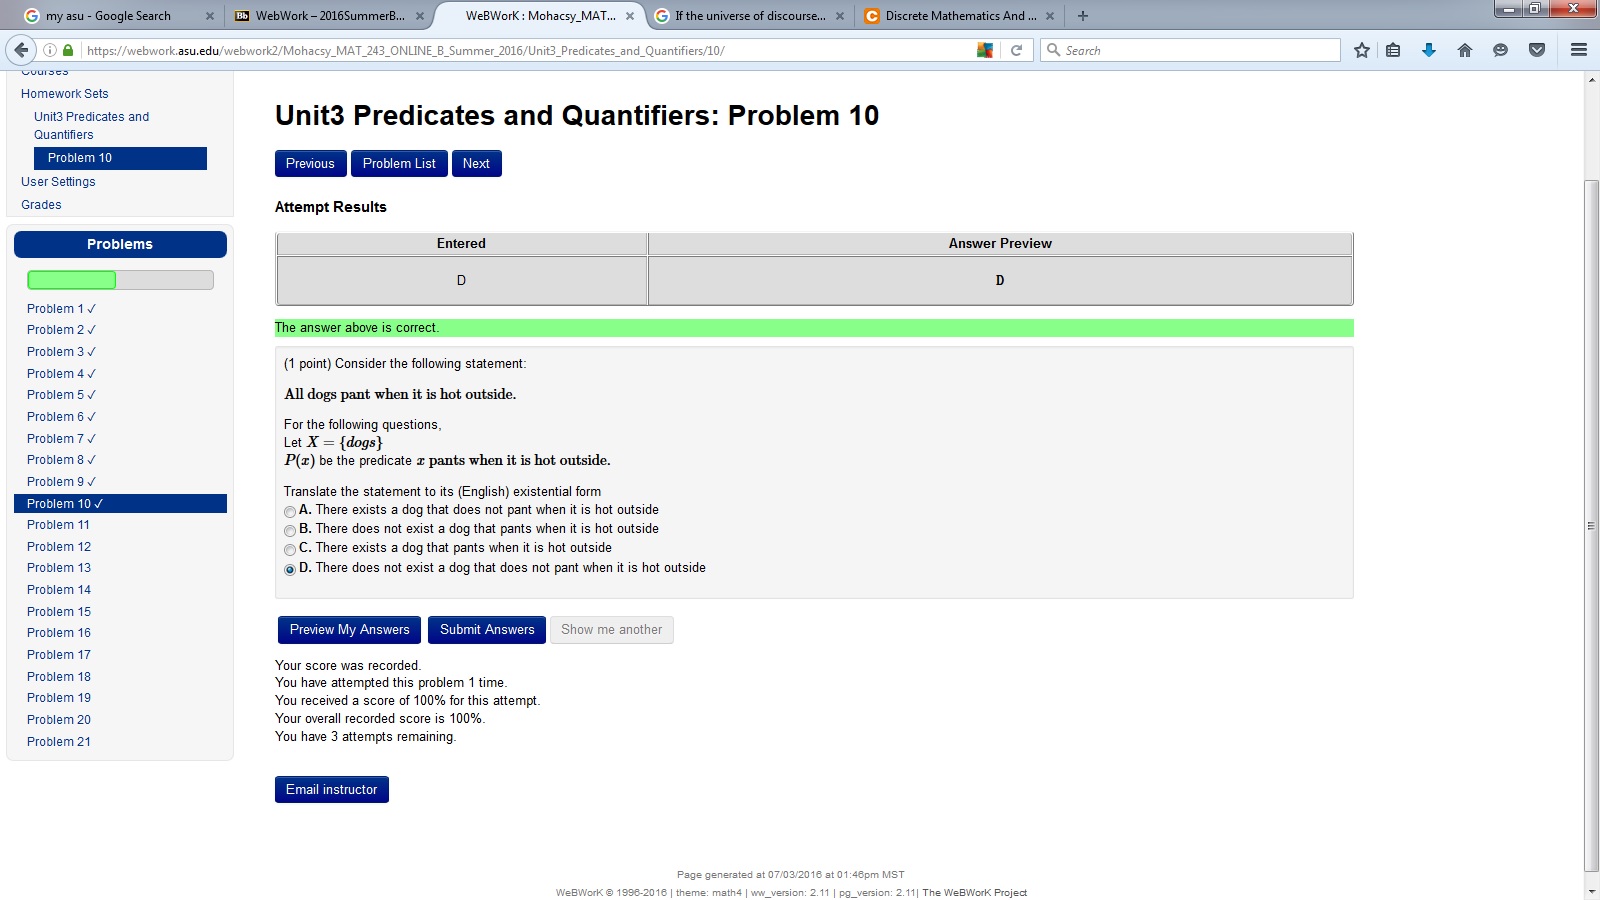 my asu - Google Search
WebWork – 2016SummerB...
WeBWorK : Mohacsy_MAT...
If the universe of discourse...
Discrete Mathematics And ...
https://webwork.asu.edu/webwork2/Mohacsy_MAT_243_ONLINE_B_Summer_2016/Unit3_Predicates_and_Quantifiers/10/
Search
Courses
Homework Sets
Unit3 Predicates and
Quantifiers
Problem 10
User Settings
Grades
Problems
Problem 1 ✓
Problem 2 ✓
Problem 3 ✓
Problem 4 ✓
Problem 5 ✓
Problem 6 ✓
Problem 7 ✓
Problem 8 ✓
Problem 9 ✓
Problem 10 ✓
Problem 11
Problem 12
Problem 13
Problem 14
Problem 15
Problem 16
Problem 17
Problem 18
Problem 19
Problem 20
Problem 21
Unit3 Predicates and Quantifiers: Problem 10
Previous Problem List Next
Attempt Results
Entered Answer Preview
D D
The answer above is correct.
(1 point) Consider the following statement:
All dogs pant when it is hot outside.
For the following questions,
Let X = {dogs}
P(x) be the predicate x pants when it is hot outside.
Translate the statement to its (English) existential form
A. There exists a dog that does not pant when it is hot outside
B. There does not exist a dog that pants when it is hot outside
C. There exists a dog that pants when it is hot outside
D. There does not exist a dog that does not pant when it is hot outside
Preview My Answers Submit Answers Show me another
Your score was recorded.
You have attempted this problem 1 time.
You received a score of 100% for this attempt.
Your overall recorded score is 100%.
You have 3 attempts remaining.
Email instructor
Page generated at 07/03/2016 at 01:46pm MST
WeBWorK © 1996-2016 | theme: math4 | ww_version: 2.11 | pg_version: 2.11| The WeBWorK Project